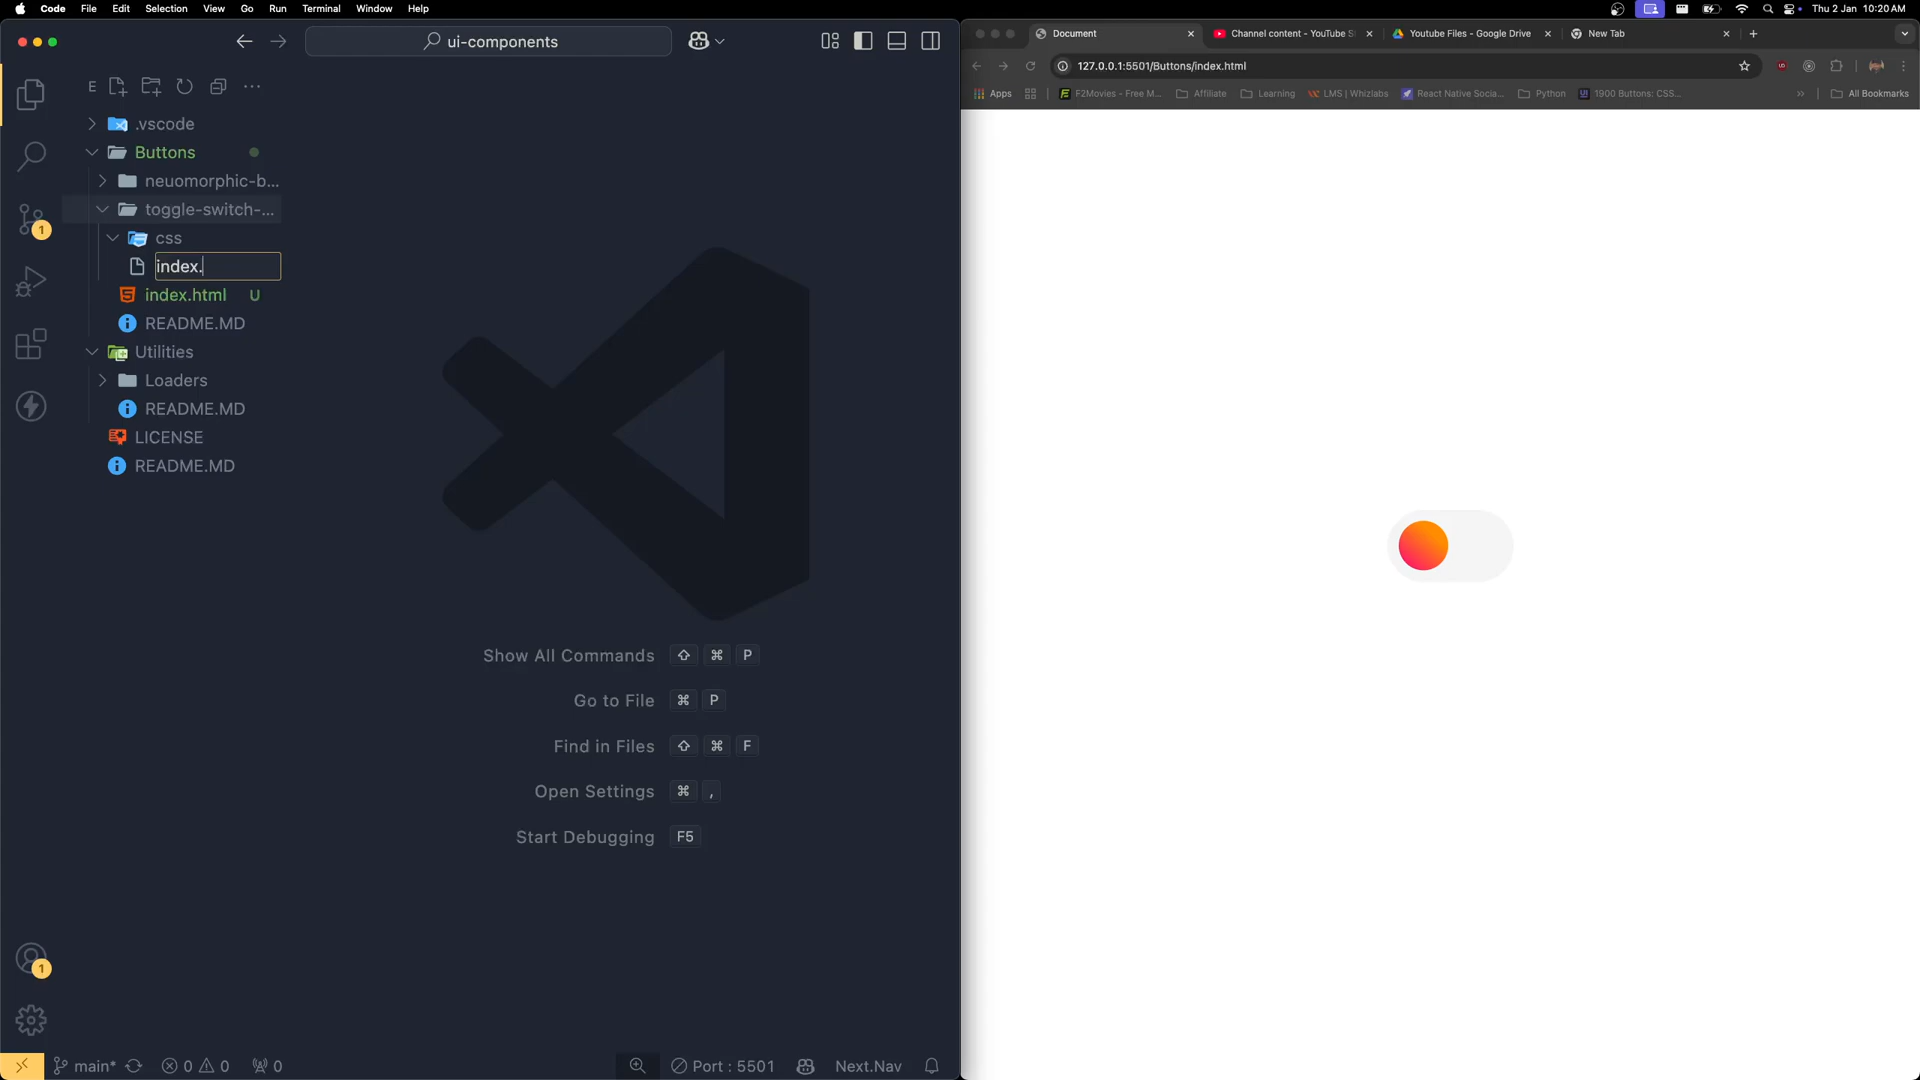 Code File Edit Selection View Go Run Terminal Window Help Thu 2 Jan 10:20 AM
ui-components
Document Channel content - YouTube S Youtube Files - Google Drive New Tab
127.0.0.1:5501/Buttons/index.html
Apps F2Movies - Free M... Affiliate Learning LMS | Whizlabs React Native Socia... Python 1900 Buttons: CSS... All Bookmarks
E
.vscode
Buttons
neuomorphic-b...
toggle-switch-...
css
index.
index.html U
README.MD
Utilities
Loaders
README.MD
LICENSE
README.MD
1
Show All Commands ⇧ ⌘ P
Go to File ⌘ P
Find in Files ⇧ ⌘ F
Open Settings ⌘ ,
Start Debugging F5
1
main* 0 0 0 Port : 5501 Next.Nav